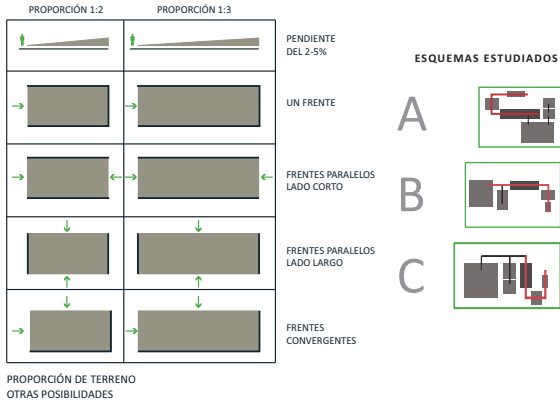 PROPORCIÓN 1:2
PROPORCIÓN 1:3
PENDIENTE
DEL 2-5%
UN FRENTE
FRENTES PARALELOS
LADO CORTO
FRENTES PARALELOS
LADO LARGO
FRENTES
CONVERGENTES
PROPORCIÓN DE TERRENO
OTRAS POSIBILIDADES
ESQUEMAS ESTUDIADOS
A
B
C